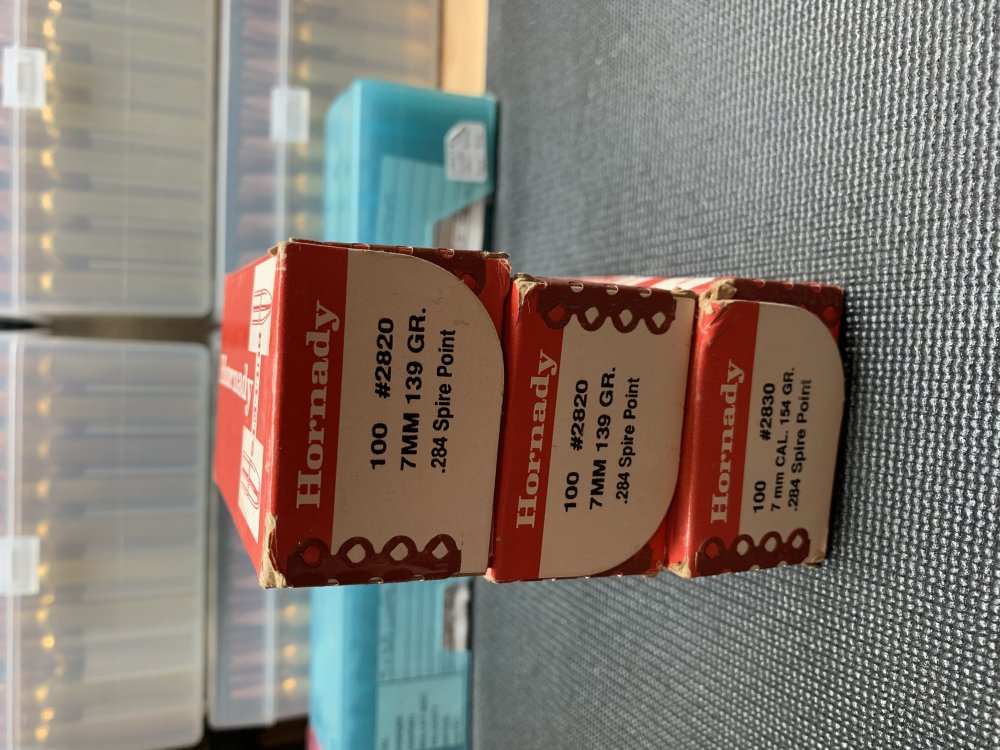 Hornady
Hornady
100 #2820
7MM 139 GR.
.284 Spire Point
Hornady
100 #2820
7MM 139 GR.
.284 Spire Point
Hornady
100 #2830
7 mm CAL. 154 GR.
.284 Spire Point